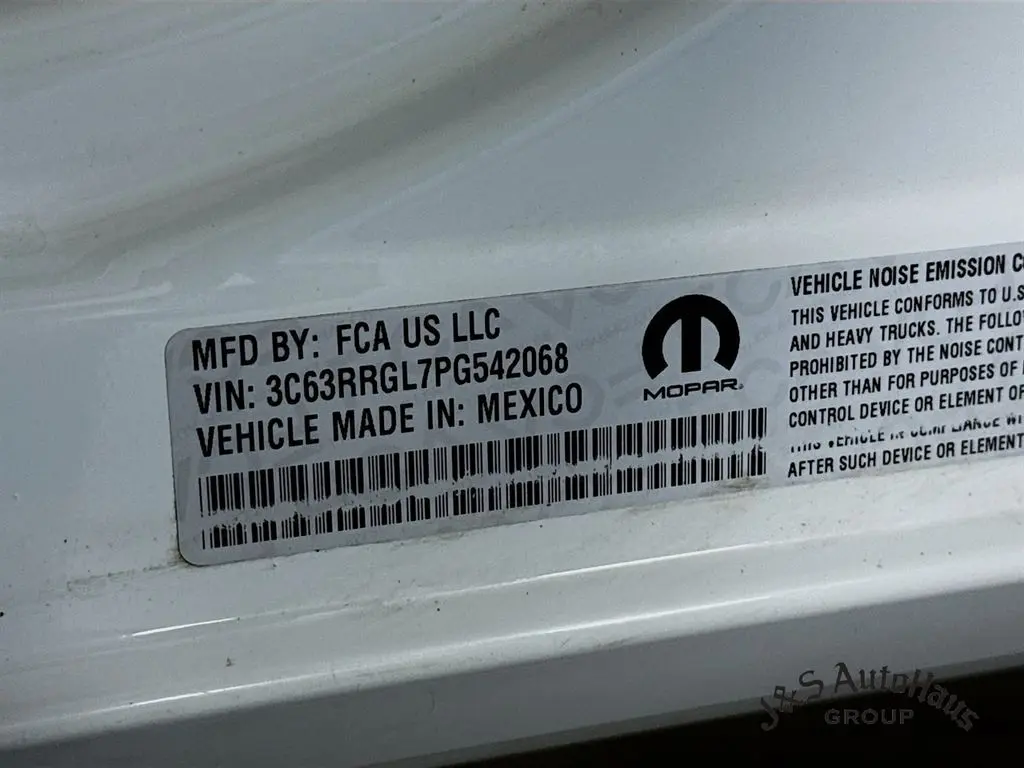 MFD BY: FCA US LLC
VIN: 3C63RRGL7PG542068
VEHICLE MADE IN: MEXICO
MOPAR®
VEHICLE NOISE EMISSION C
THIS VEHICLE CONFORMS TO U.S
AND HEAVY TRUCKS. THE FOLLO
PROHIBITED BY THE NOISE CONT
OTHER THAN FOR PURPOSES OF
CONTROL DEVICE OR ELEMENT OF
VEHICLE
AFTER SUCH DEVICE OR ELEMENT
J&S AutoHaus
GROUP